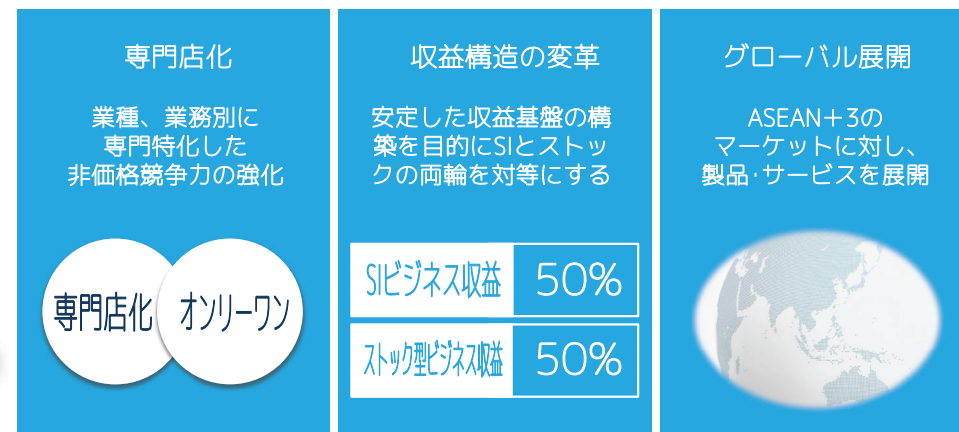 専門店化
業種、業務別に
専門特化した
非価格競争力の強化
専門店化
オンリーワン
収益構造の変革
安定した収益基盤の構
築を目的にSIとストッ
クの両輪を対等にする
SIビジネス収益
50%
ストック型ビジネス収益
50%
グローバル展開
ASEAN+3の
マーケットに対し、
製品・サービスを展開